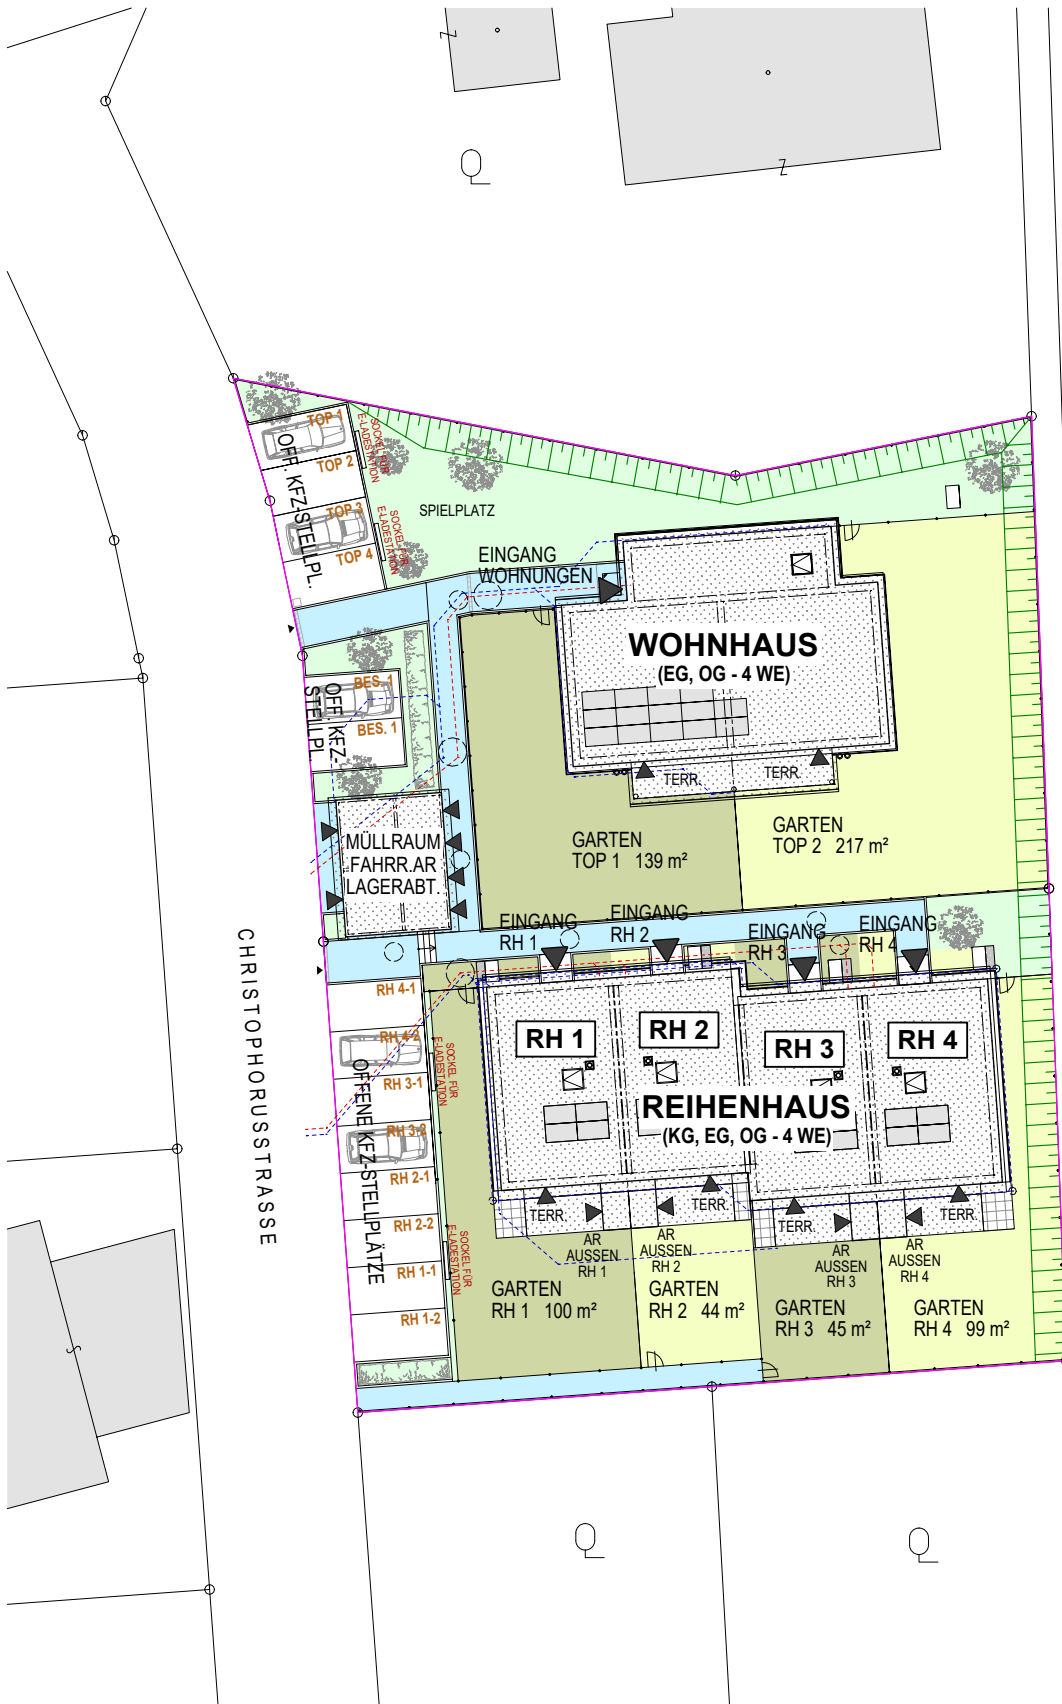 Z
Z
TOP 1
TOP 2
TOP 3
TOP 4
OFF. KFZ-STELLPL.
SOCKEL FÜR
E-LADESTATION
SOCKEL FÜR
E-LADESTATION
SPIELPLATZ
EINGANG
WOHNUNGEN
WOHNHAUS
(EG, OG - 4 WE)
BES. 1
BES. 1
OFF. KFZ-
STELLPL.
TERR.
TERR.
MÜLLRAUM
FAHRR.AR
LAGERABT.
GARTEN
TOP 1 139 m²
GARTEN
TOP 2 217 m²
EINGANG
RH 1
EINGANG
RH 2
EINGANG
RH 3
EINGANG
RH 4
CHRISTOPHORUSSTRASSE
RH 4-1
RH 4-2
RH 3-1
RH 3-2
RH 2-1
RH 2-2
RH 1-1
RH 1-2
OFFENE KFZ-STELLPLÄTZE
SOCKEL FÜR
E-LADESTATION
SOCKEL FÜR
E-LADESTATION
RH 1
RH 2
RH 3
RH 4
REIHENHAUS
(KG, EG, OG - 4 WE)
TERR.
TERR.
TERR.
TERR.
AR
AUSSEN
RH 1
AR
AUSSEN
RH 2
AR
AUSSEN
RH 3
AR
AUSSEN
RH 4
GARTEN
RH 1 100 m²
GARTEN
RH 2 44 m²
GARTEN
RH 3 45 m²
GARTEN
RH 4 99 m²
S